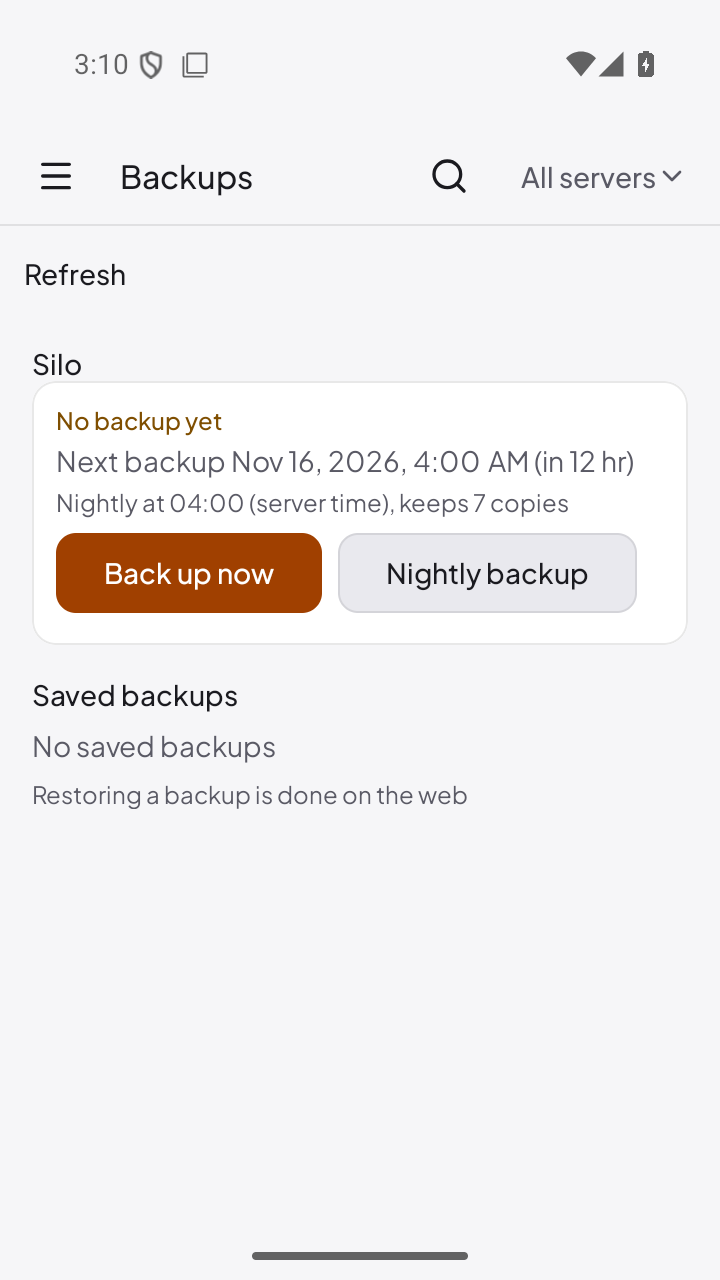 3:10
Backups
All servers
Refresh
Silo
No backup yet
Next backup Nov 16, 2026, 4:00 AM (in 12 hr)
Nightly at 04:00 (server time), keeps 7 copies
Back up now
Nightly backup
Saved backups
No saved backups
Restoring a backup is done on the web